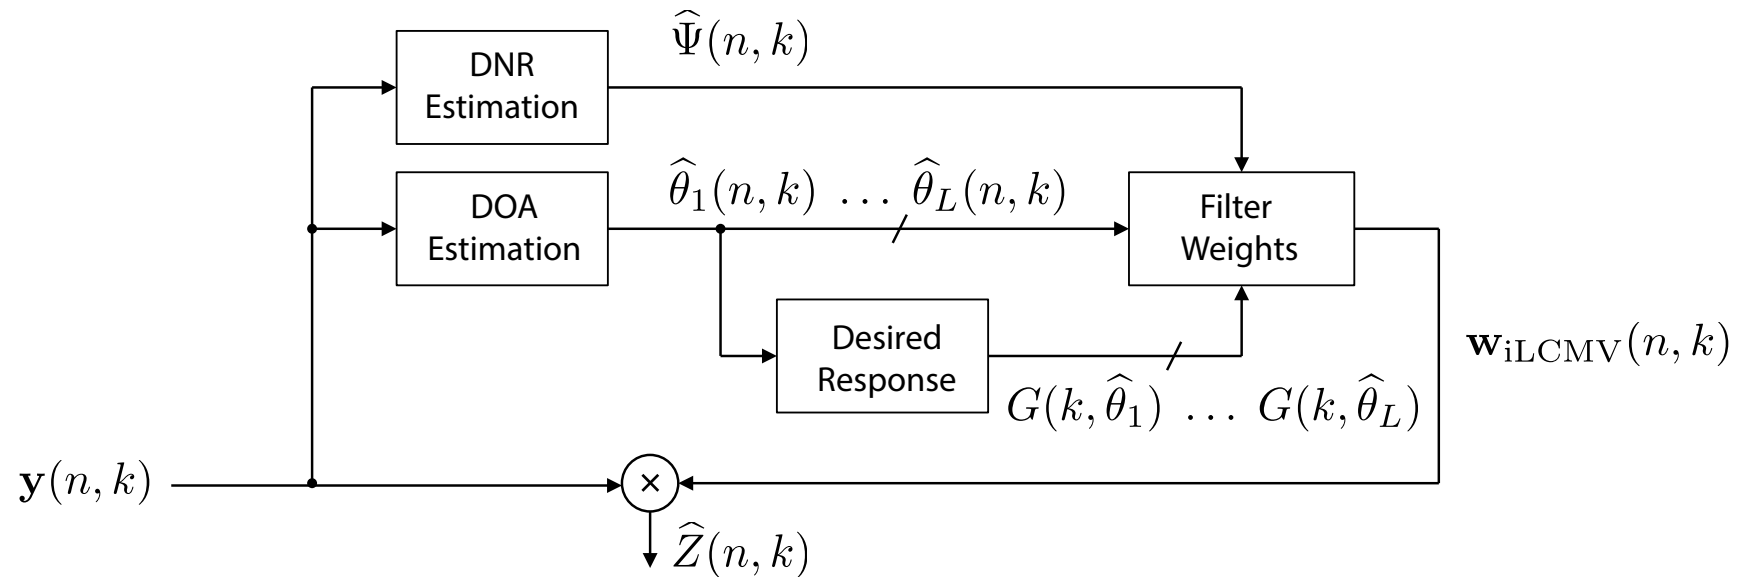 Ψ̂(n, k)
DNR
Estimation
θ̂₁(n, k) ... θ̂_L(n, k)
DOA
Estimation
Filter
Weights
Desired
Response
w_iLCMV(n, k)
G(k, θ̂₁) ... G(k, θ̂_L)
y(n, k)
×
Ẑ(n, k)